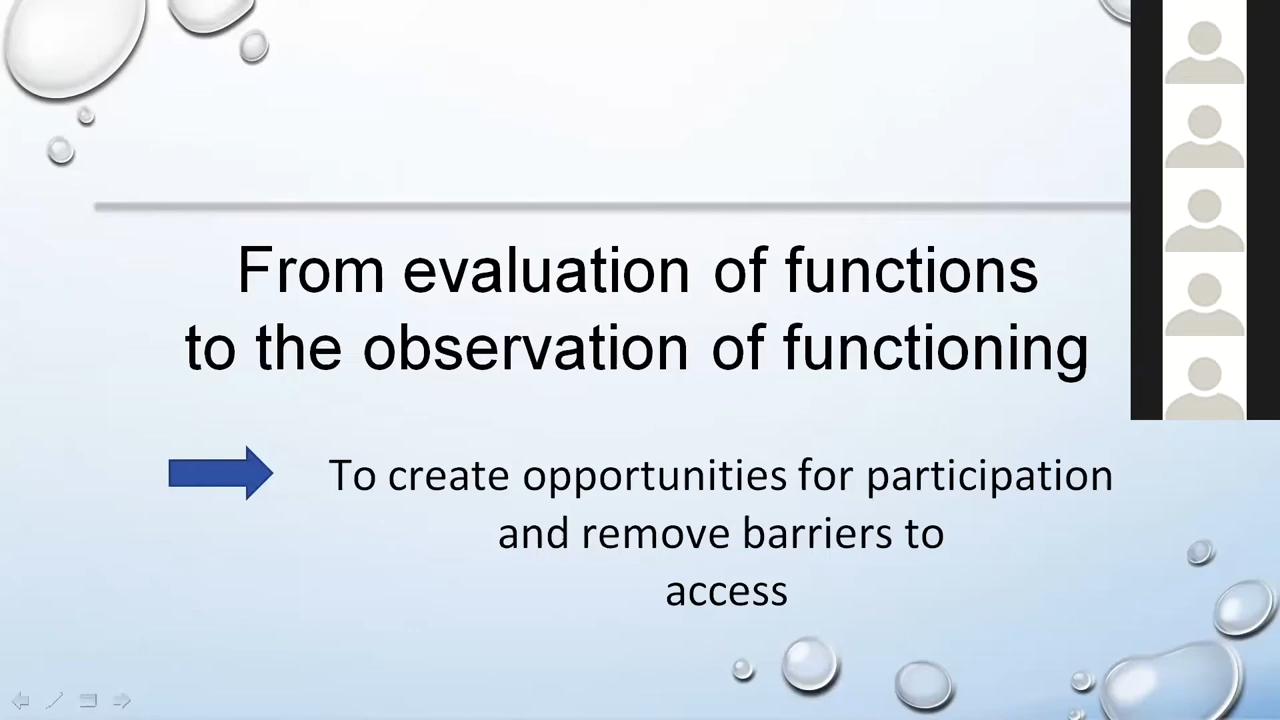 From evaluation of functions
to the observation of functioning
To create opportunities for participation
and remove barriers to
access